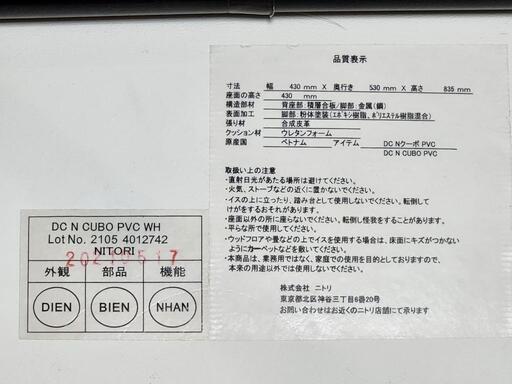 品質表示
寸法 幅 430 mm X 奥行き 530 mm X 高さ 835 mm
座面の高さ 430 mm
構造部材 背座部:積層合板/脚部:金属(鋼)
表面加工 脚部:粉体塗装(エポキシ樹脂、ポリエステル樹脂混合)
張り材 合成皮革
クッション材 ウレタンフォーム
原産国 ベトナム アイテム DC Nクーボ PVC
DC N CUBO PVC
取扱い上の注意
・直射日光があたる場所は避けてください。
・火気、ストーブなどの近くに置かないでください。
・イスの上に立ったり、踏み台として使用しないでください。転倒して
けがをするおそれがあります。
・座面以外の所に座らないでください。転倒し怪我をすることがあります。
・平らな所で使用してください。
・ウッドフロアや畳などの上でイスを使用する場合は、床面にキズがつかない
ようにカーペットなどを敷いてください。
・本商品は、業務用ではなく、家庭での使用を目的としておりますので、
本来の用途以外では使用しないでください。
株式会社 ニトリ
東京都北区神谷三丁目6番20号
お問い合わせはお近くのニトリ店舗にて承ります。
DC N CUBO PVC WH
Lot No. 2105 4012742
NITORI
20210517
外観 部品 機能
DIEN BIEN NHAN